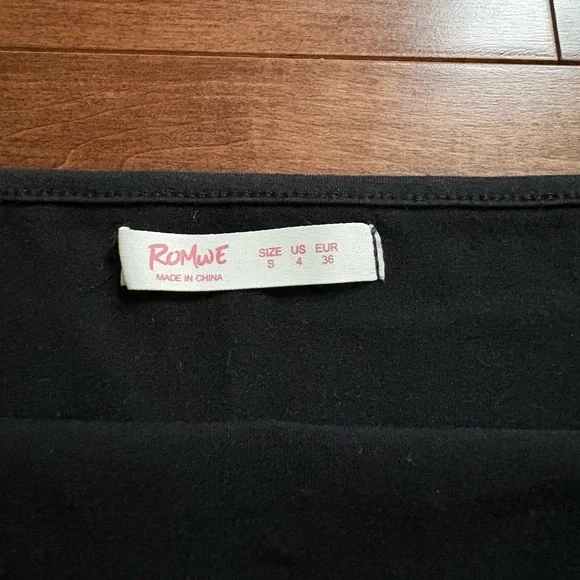 ROMWE
MADE IN CHINA
SIZE US EUR
S 4 36